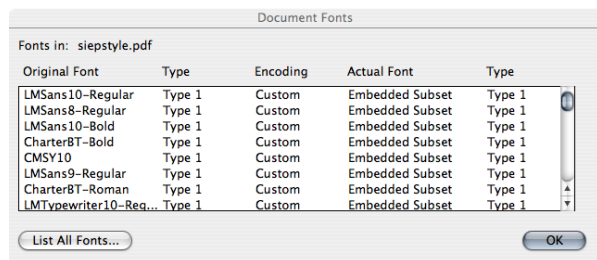 Document Fonts
Fonts in: siepstyle.pdf
Original Font Type Encoding Actual Font Type
LMSans10-Regular Type 1 Custom Embedded Subset Type 1
LMSans8-Regular Type 1 Custom Embedded Subset Type 1
LMSans10-Bold Type 1 Custom Embedded Subset Type 1
CharterBT-Bold Type 1 Custom Embedded Subset Type 1
CMSY10 Type 1 Custom Embedded Subset Type 1
LMSans9-Regular Type 1 Custom Embedded Subset Type 1
CharterBT-Roman Type 1 Custom Embedded Subset Type 1
LMTypewriter10-Reg... Type 1 Custom Embedded Subset Type 1
List All Fonts... OK